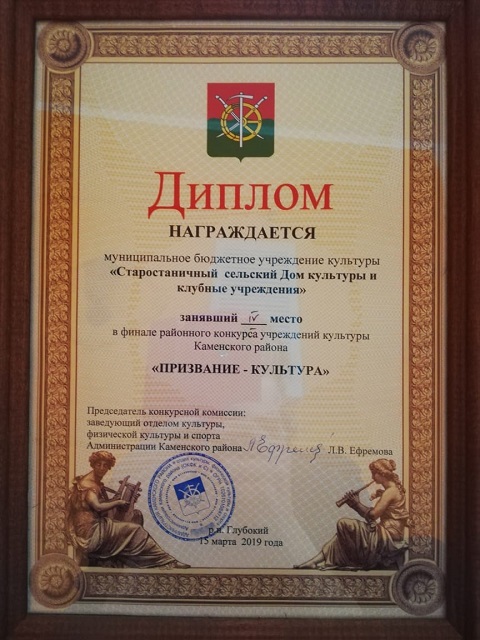 Диплом
НАГРАЖДАЕТСЯ
муниципальное бюджетное учреждение культуры
«Старостаничный сельский Дом культуры и
клубные учреждения»
занявший IV место
в финале районного конкурса учреждений культуры
Каменского района
«ПРИЗВАНИЕ - КУЛЬТУРА»
Председатель конкурсной комиссии:
заведующий отделом культуры,
физической культуры и спорта
Администрации Каменского района Л.В. Ефремова
р.п. Глубокий
15 марта 2019 года